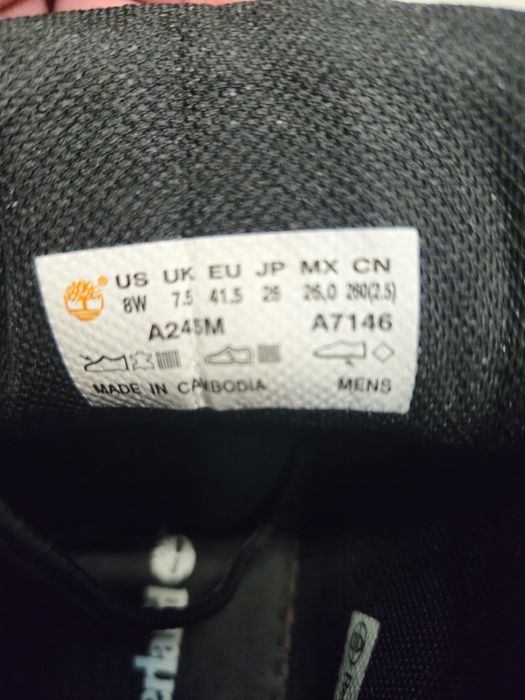 US UK EU JP MX CN
8W 7.5 41.5 26 26.0 260(2.5)
A245M A7146
MADE IN CAMBODIA MENS